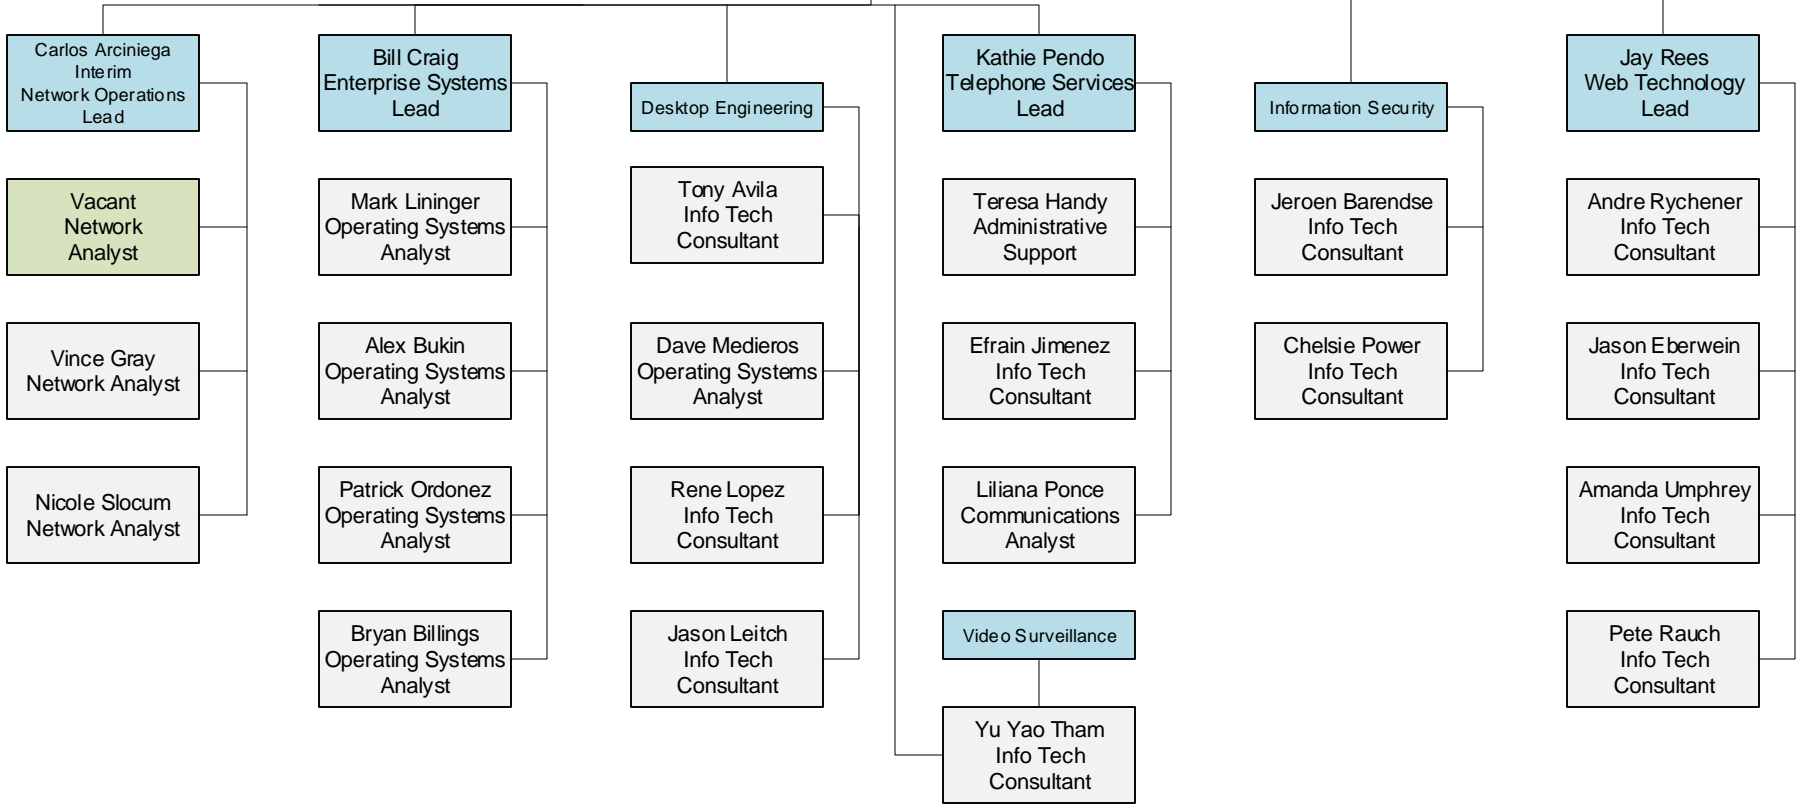 Carlos Arciniega
Interim
Network Operations
Lead
Vacant
Network
Analyst
Vince Gray
Network Analyst
Nicole Slocum
Network Analyst
Bill Craig
Enterprise Systems
Lead
Mark Lininger
Operating Systems
Analyst
Alex Bukin
Operating Systems
Analyst
Patrick Ordonez
Operating Systems
Analyst
Bryan Billings
Operating Systems
Analyst
Desktop Engineering
Tony Avila
Info Tech
Consultant
Dave Medieros
Operating Systems
Analyst
Rene Lopez
Info Tech
Consultant
Jason Leitch
Info Tech
Consultant
Kathie Pendo
Telephone Services
Lead
Teresa Handy
Administrative
Support
Efrain Jimenez
Info Tech
Consultant
Liliana Ponce
Communications
Analyst
Video Surveillance
Yu Yao Tham
Info Tech
Consultant
Information Security
Jeroen Barendse
Info Tech
Consultant
Chelsie Power
Info Tech
Consultant
Jay Rees
Web Technology
Lead
Andre Rychener
Info Tech
Consultant
Jason Eberwein
Info Tech
Consultant
Amanda Umphrey
Info Tech
Consultant
Pete Rauch
Info Tech
Consultant